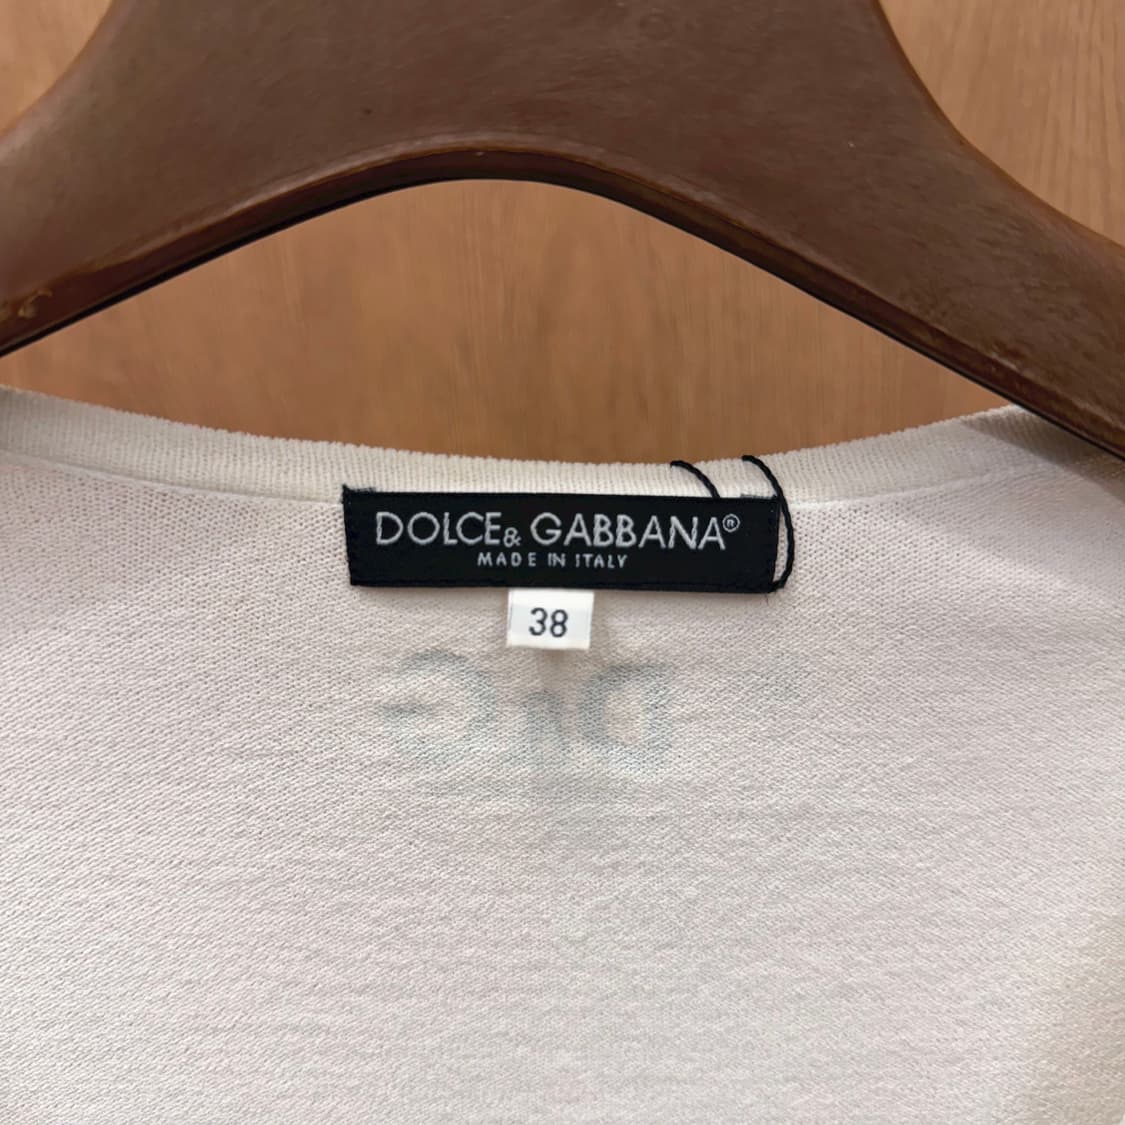 DOLCE & GABBANA®
MADE IN ITALY
38
D&G